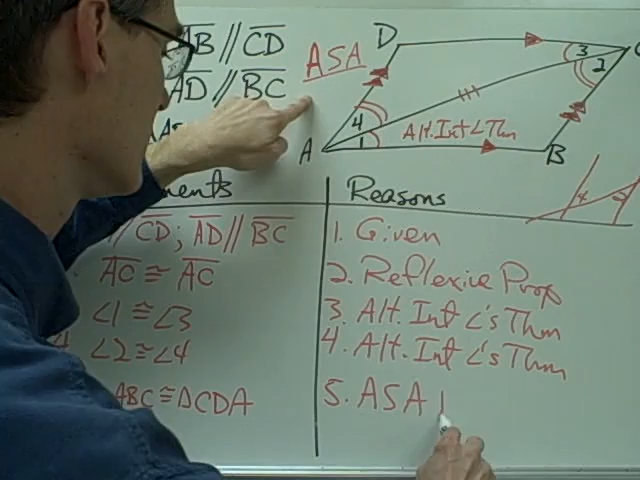 AB // CD
AD // BC
ASA
D
C
3
2
4
1
A
B
Alt. Int ∠ Thm
ments
Reasons
// CD; AD // BC
1. Given
AC ≅ AC
2. Reflexive Prop
∠1 ≅ ∠3
3. Alt. Int ∠'s Thm
∠2 ≅ ∠4
4. Alt. Int ∠'s Thm
ABC ≅ ΔCDA
5. ASA